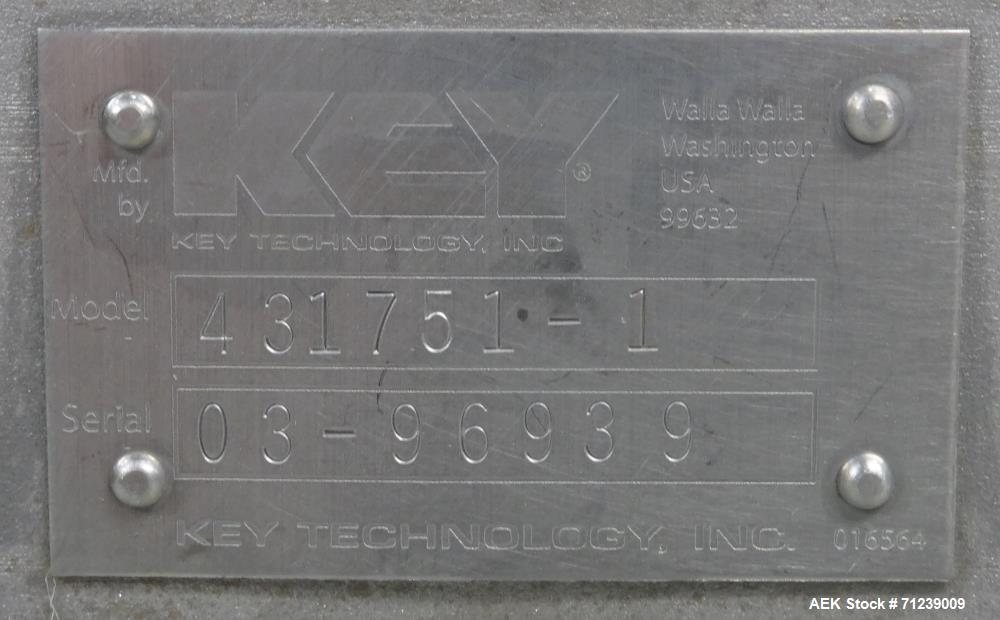 Mfd.
by
KEY®
KEY TECHNOLOGY, INC
Walla Walla
Washington
USA
99632
Model 431751-1
Serial 03-96939
KEY TECHNOLOGY, INC. 016564
AEK Stock # 71239009